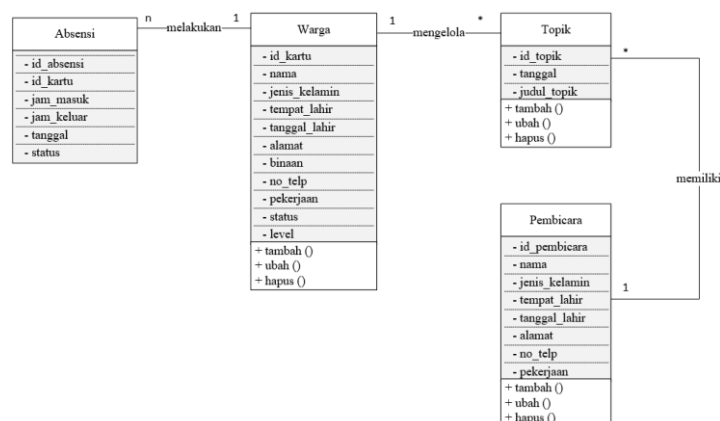 n
melakukan
1
1
mengelola
*
Absensi
- id_absensi
- id_kartu
- jam_masuk
- jam_keluar
- tanggal
- status
Warga
- id_kartu
- nama
- jenis_kelamin
- tempat_lahir
- tanggal_lahir
- alamat
- binaan
- no_telp
- pekerjaan
- status
- level
+ tambah ()
+ ubah ()
+ hapus ()
Topik
- id_topik
- tanggal
- judul_topik
+ tambah ()
+ ubah ()
+ hapus ()
*
memiliki
1
Pembicara
- id_pembicara
- nama
- jenis_kelamin
- tempat_lahir
- tanggal_lahir
- alamat
- no_telp
- pekerjaan
+ tambah ()
+ ubah ()
+ hapus ()